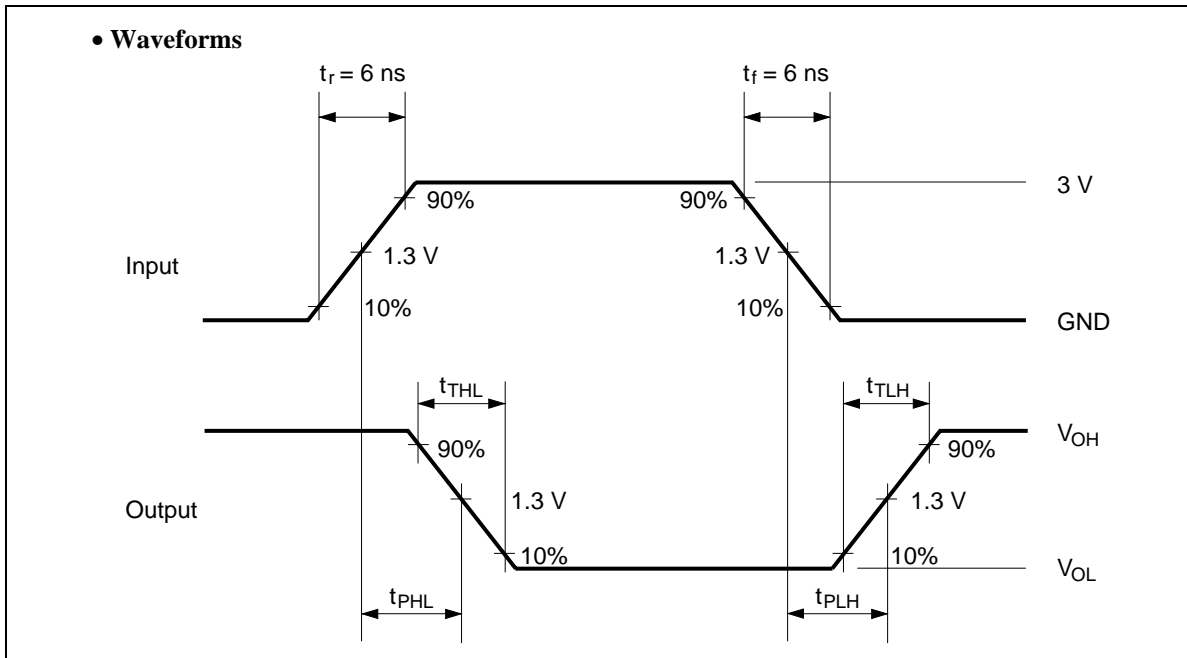 • Waveforms
tr = 6 ns
tf = 6 ns
3 V
90%
90%
1.3 V
1.3 V
Input
10%
10%
GND
tTHL
tTLH
VOH
90%
90%
1.3 V
1.3 V
Output
10%
10%
VOL
tPHL
tPLH